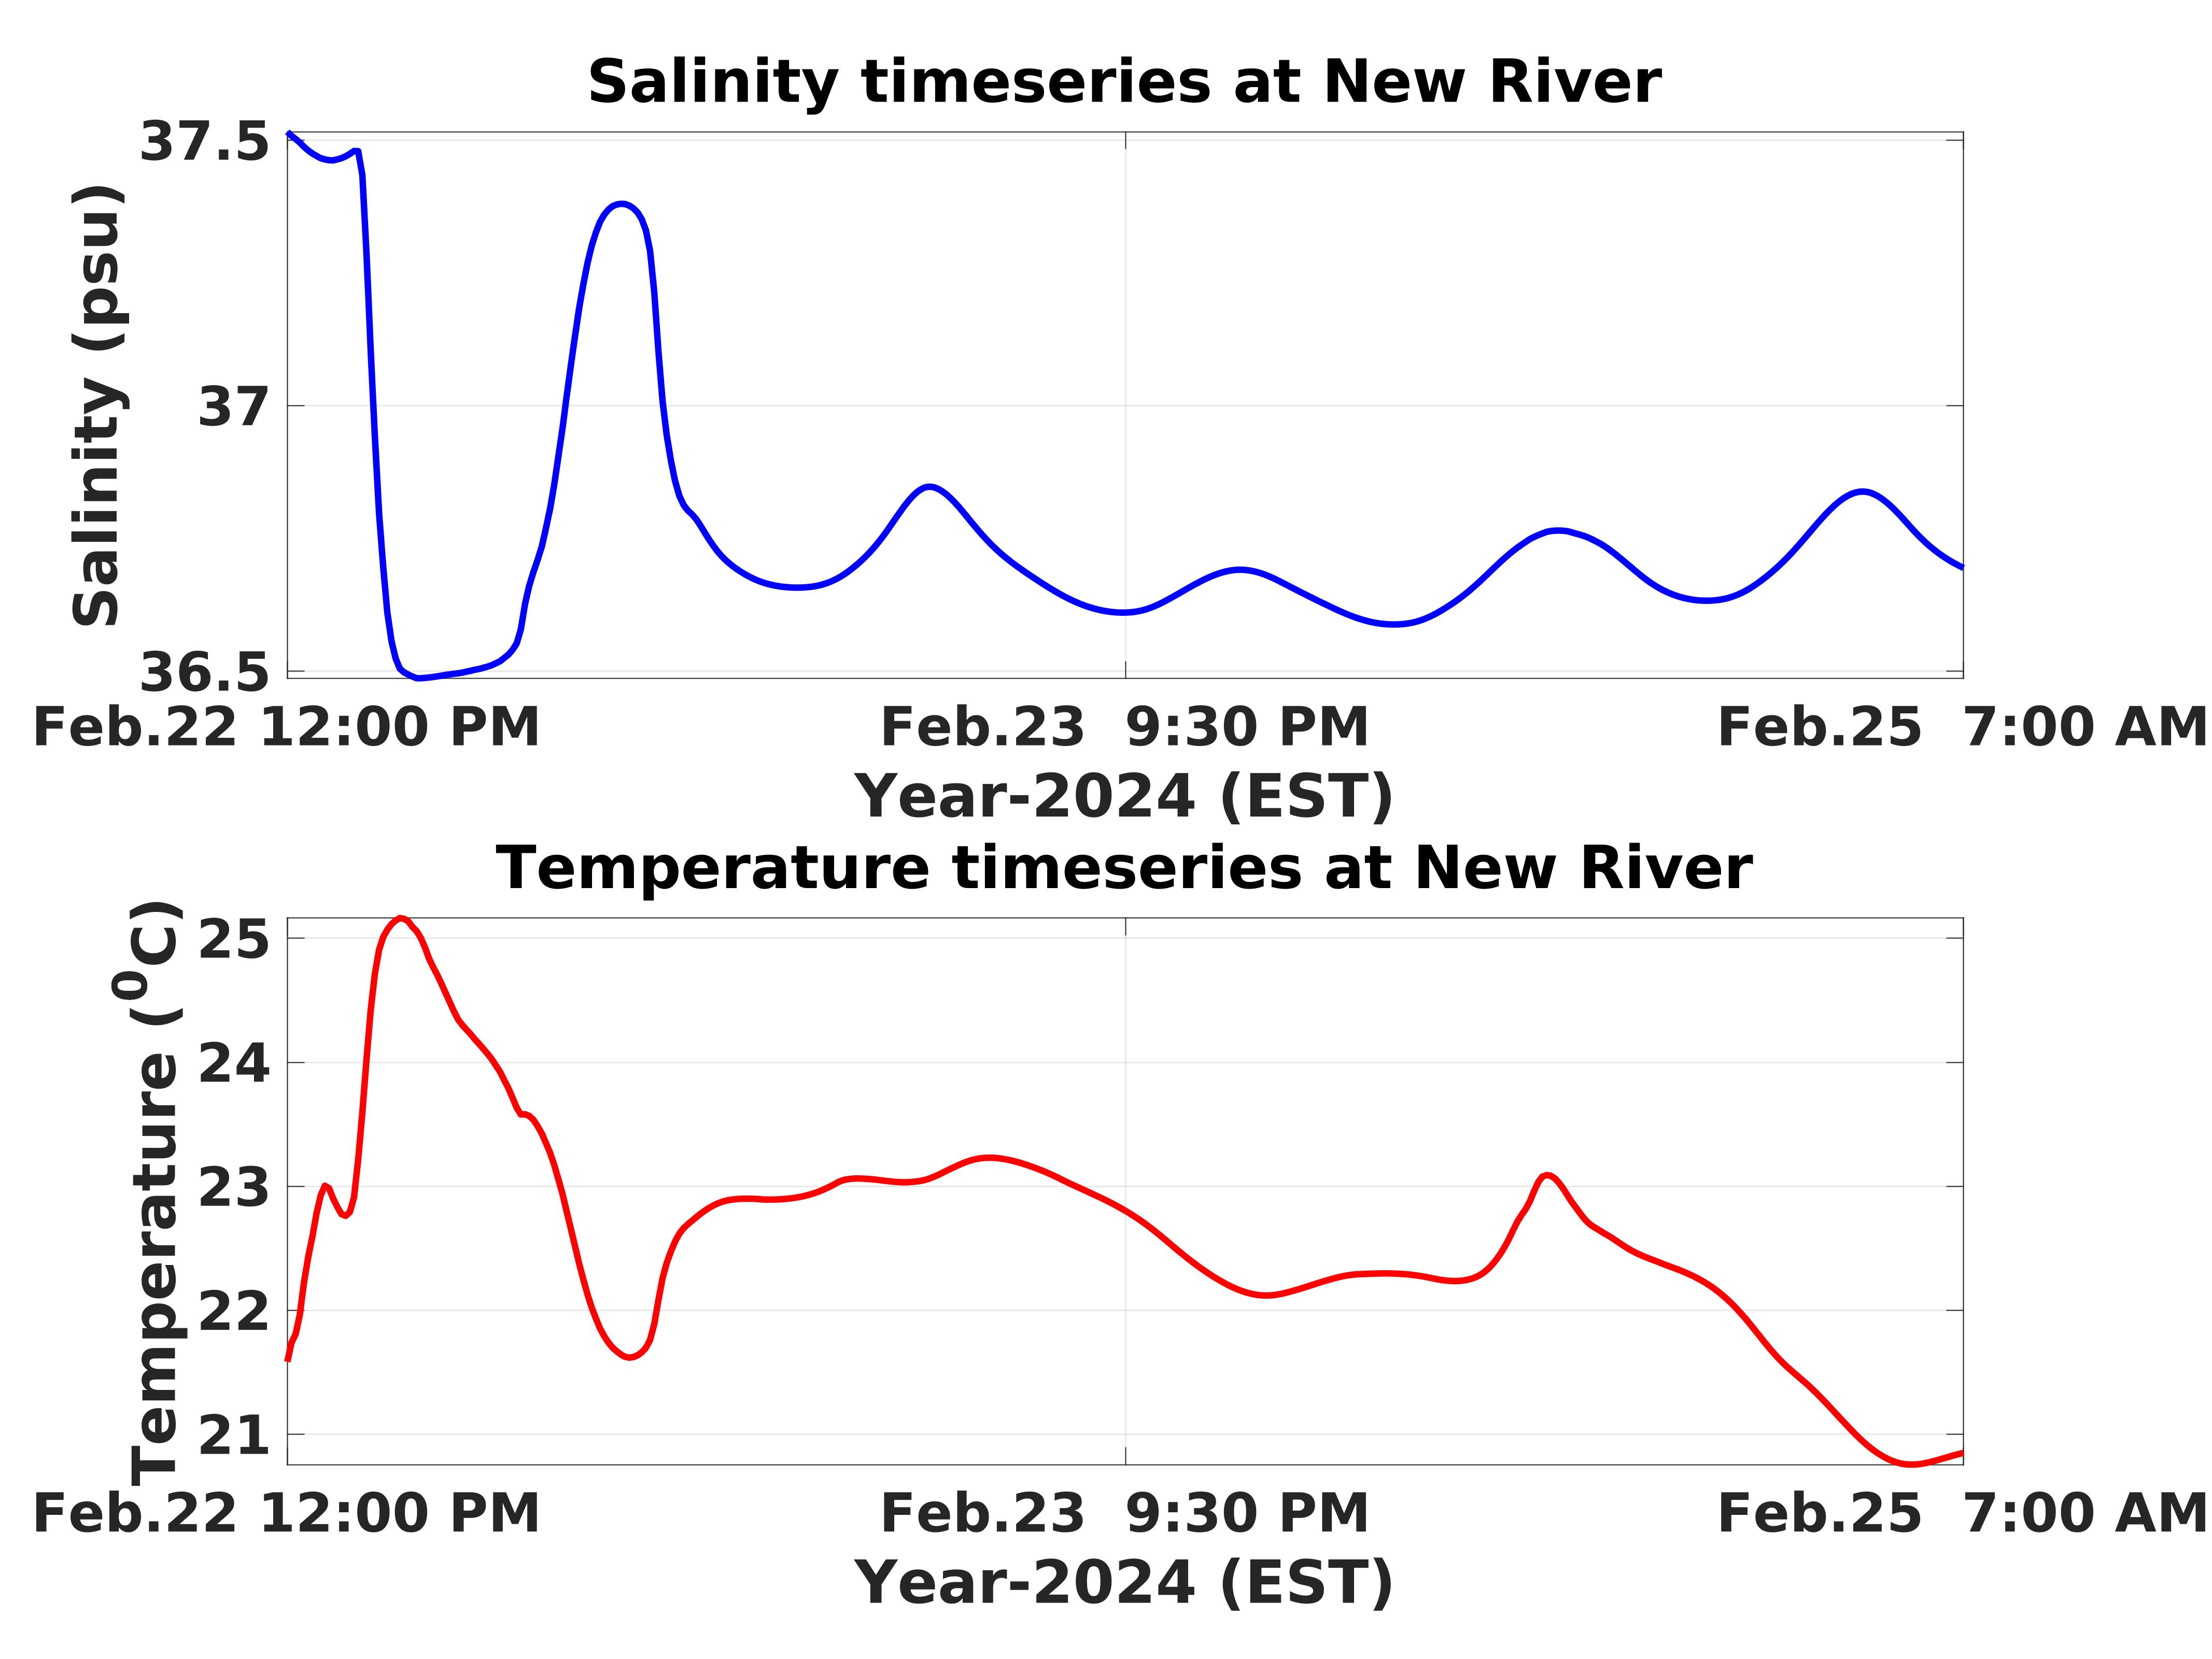 Salinity timeseries at New River
Salinity (psu)
37.5
37
36.5
Feb.22 12:00 PM
Feb.23 9:30 PM
Feb.25 7:00 AM
Year-2024 (EST)
Temperature timeseries at New River
Temperature (⁰C)
25
24
23
22
21
Feb.22 12:00 PM
Feb.23 9:30 PM
Feb.25 7:00 AM
Year-2024 (EST)